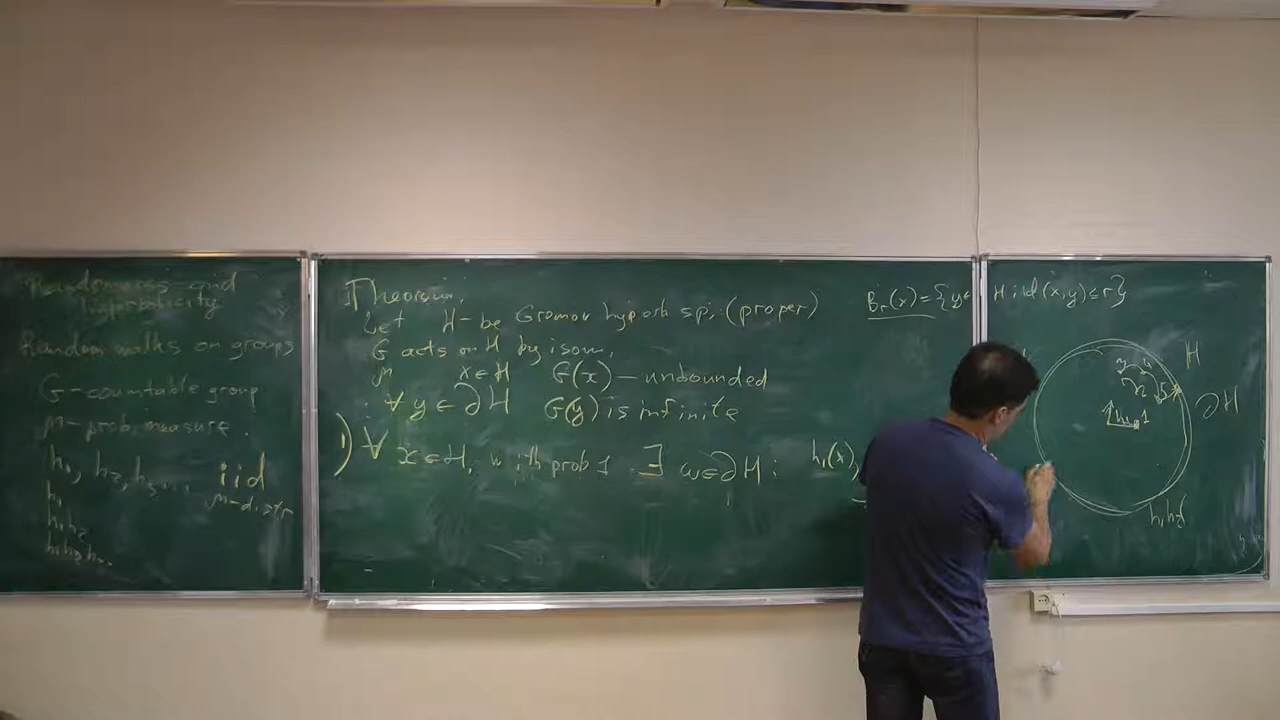 Randomness and
hyperbolicity
Random walks on groups
G-countable group
μ-prob. measure.
h₁, h₂, h₃, ... iid
μ-distr
h₁
h₁h₂
h₁h₂h₃...
Theorem.
Let H-be Gromov hyperb sp. (proper)
G acts on H by isom,
μ x∈H G(x) - unbounded
∀ y∈∂H G(y) is infinite
1) ∀ x∈H, with prob 1 ∃ ω∈∂H: h₁(x),
Bᵣ(x)={y∈H: d(x,y)≤r}
H
∂H